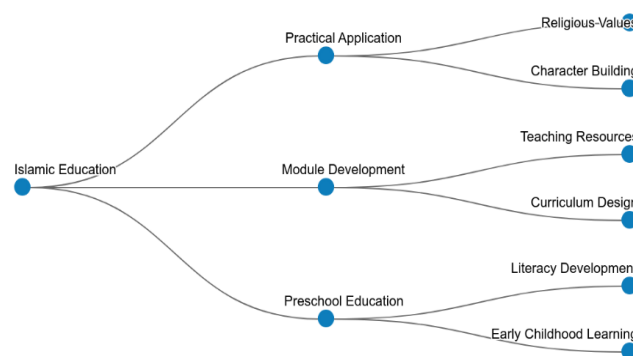 Religious-Values
Practical Application
Character Building
Teaching Resources
Islamic Education
Module Development
Curriculum Design
Literacy Development
Preschool Education
Early Childhood Learning